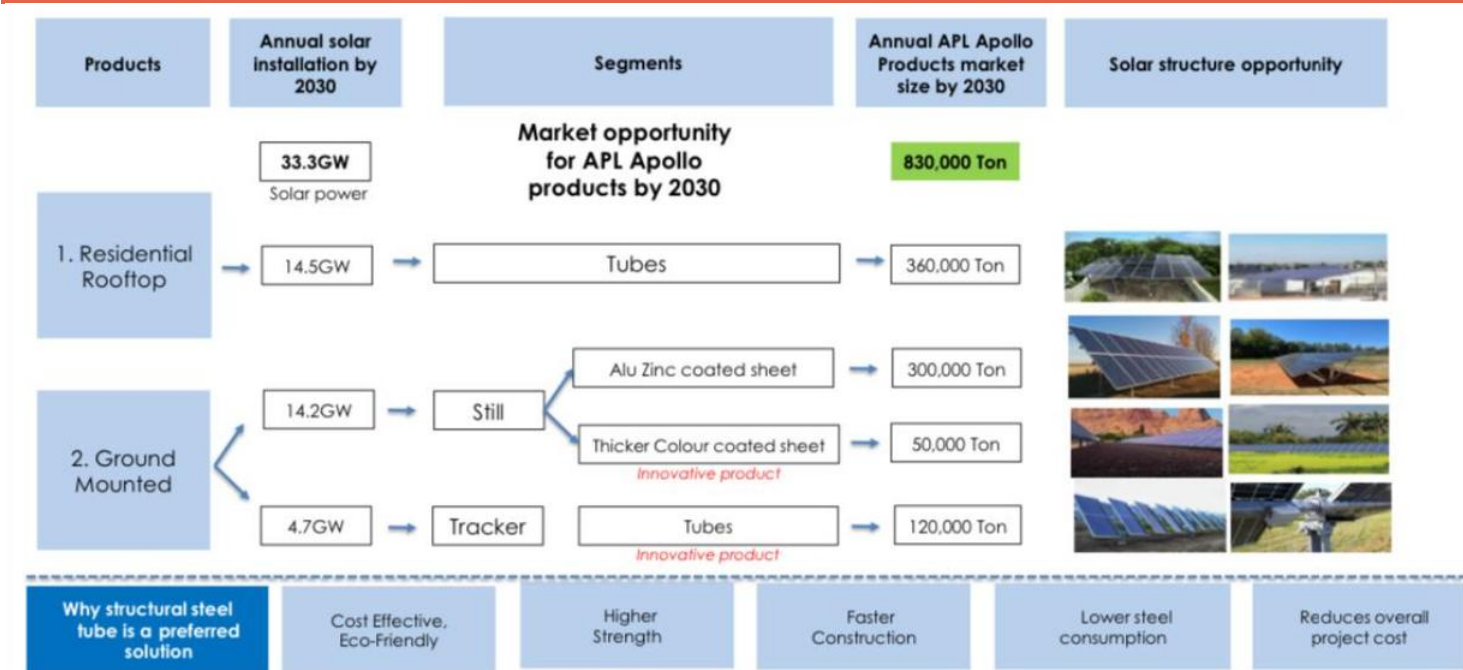 Products
Annual solar
installation by
2030
Segments
Annual APL Apollo
Products market
size by 2030
Solar structure opportunity
33.3GW
Solar power
Market opportunity
for APL Apollo
products by 2030
830,000 Ton
1. Residential
Rooftop
14.5GW
Tubes
360,000 Ton
2. Ground
Mounted
14.2GW
Still
Alu Zinc coated sheet
300,000 Ton
Thicker Colour coated sheet
Innovative product
50,000 Ton
4.7GW
Tracker
Tubes
Innovative product
120,000 Ton
Why structural steel
tube is a preferred
solution
Cost Effective,
Eco-Friendly
Higher
Strength
Faster
Construction
Lower steel
consumption
Reduces overall
project cost